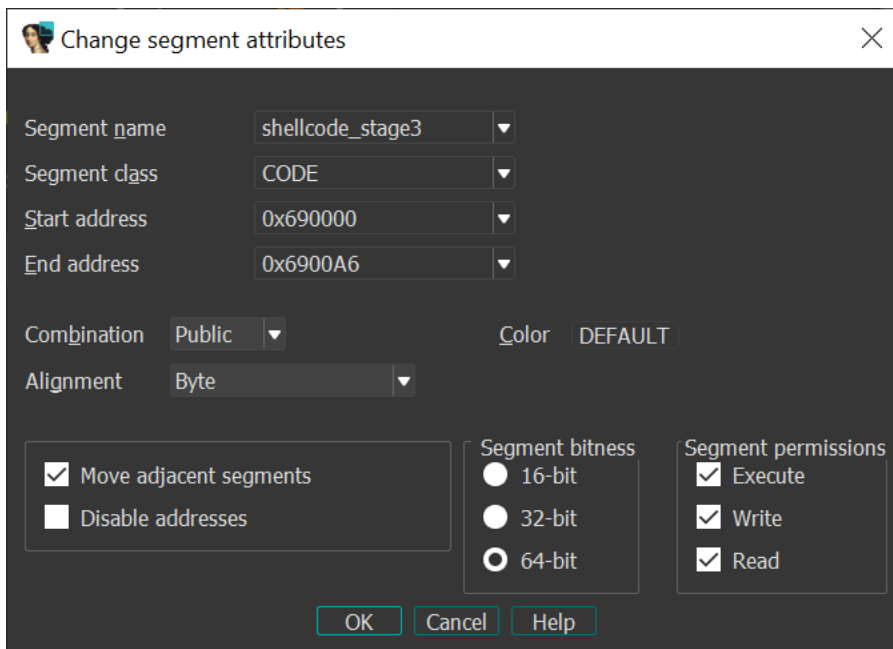 Change segment attributes
Segment name shellcode_stage3
Segment class CODE
Start address 0x690000
End address 0x6900A6
Combination Public Color DEFAULT
Alignment Byte
Segment bitness Segment permissions
Move adjacent segments 16-bit Execute
Disable addresses 32-bit Write
64-bit Read
OK Cancel Help